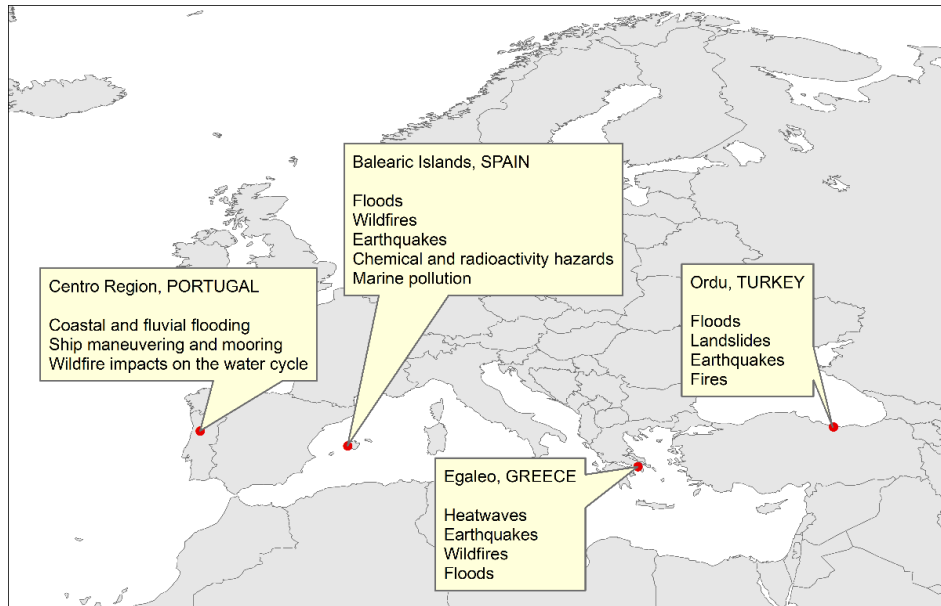 Balearic Islands, SPAIN
Floods
Wildfires
Earthquakes
Chemical and radioactivity hazards
Marine pollution
Centro Region, PORTUGAL
Coastal and fluvial flooding
Ship maneuvering and mooring
Wildfire impacts on the water cycle
Ordu, TURKEY
Floods
Landslides
Earthquakes
Fires
Egaleo, GREECE
Heatwaves
Earthquakes
Wildfires
Floods